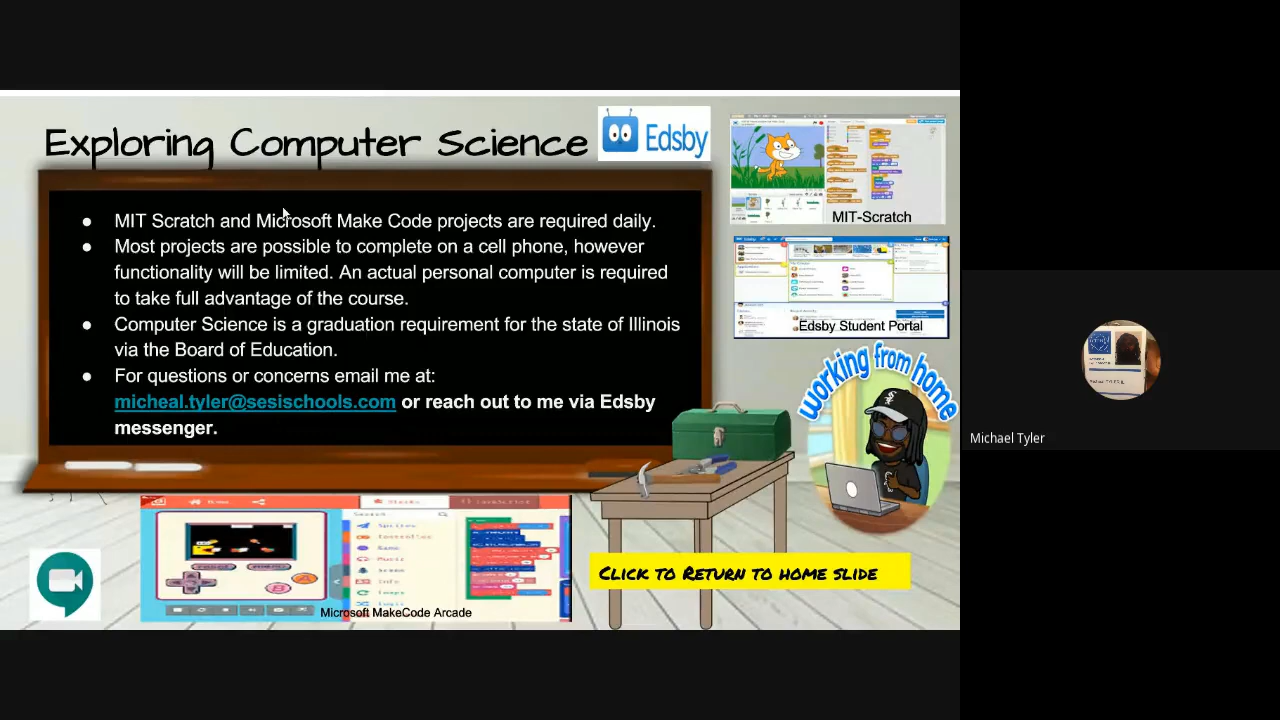 Exploring Computer Science
Edsby
MIT-Scratch
● MIT Scratch and Microsoft Make Code projects are required daily.
● Most projects are possible to complete on a cell phone, however
functionality will be limited. An actual personal computer is required
to take full advantage of the course.
● Computer Science is a graduation requirement for the state of Illinois
via the Board of Education.
● For questions or concerns email me at:
micheal.tyler@sesischools.com or reach out to me via Edsby
messenger.
Edsby Student Portal
working from home
Michael Tyler
Click to Return to home slide
Microsoft MakeCode Arcade